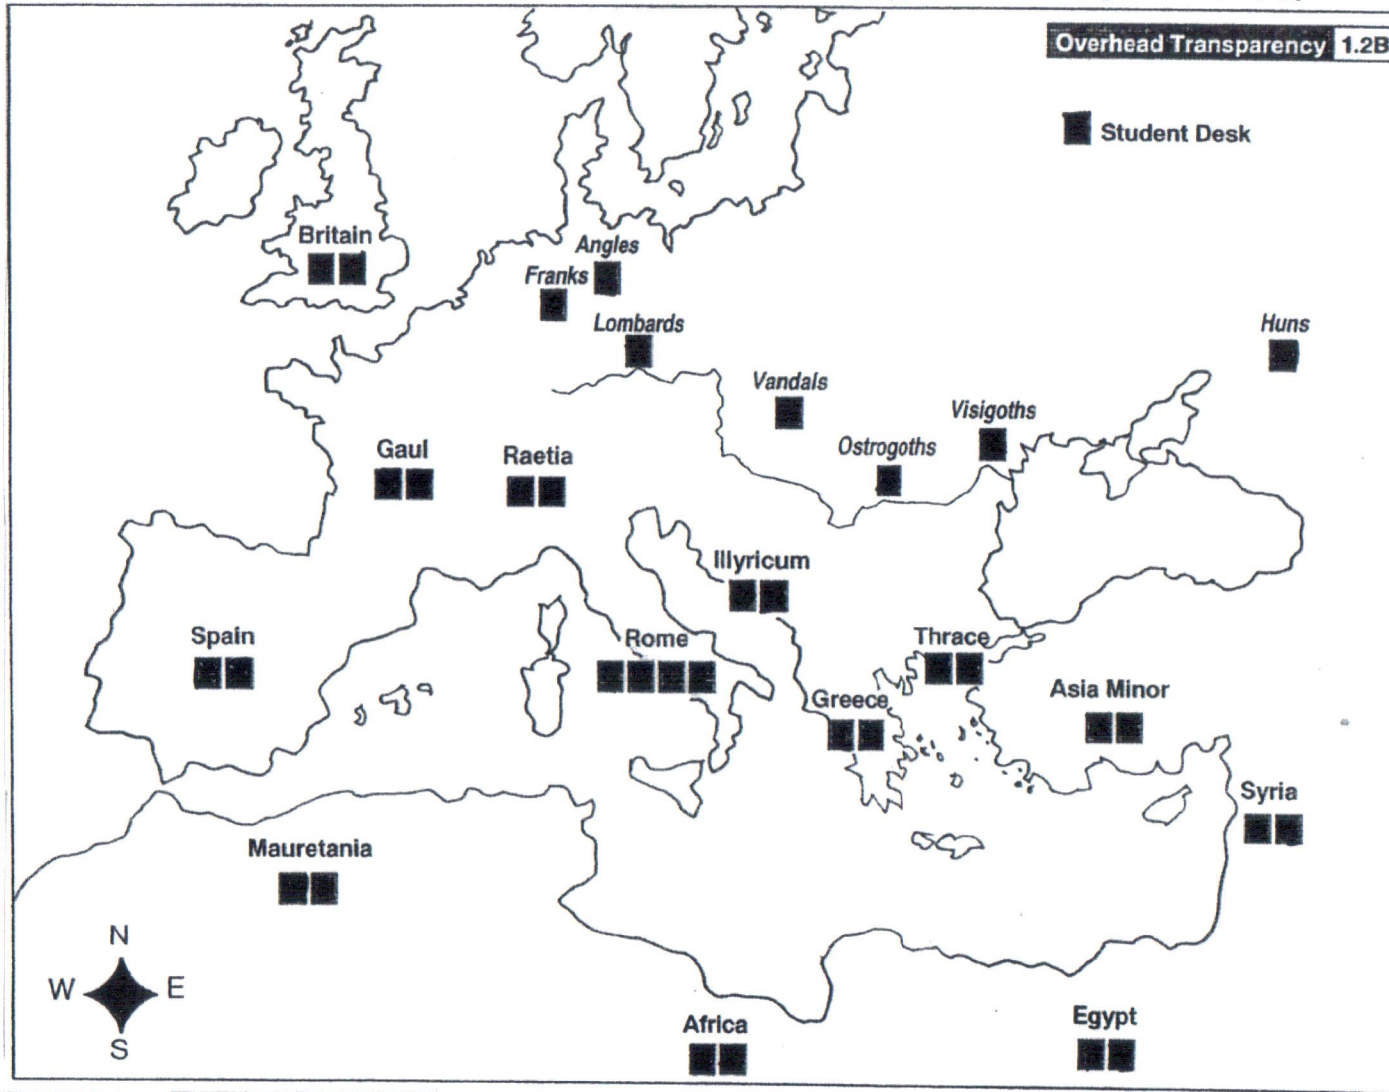 Overhead Transparency 1.2B
Student Desk
Britain
Angles
Franks
Lombards
Huns
Vandals
Visigoths
Ostrogoths
Gaul
Raetia
Illyricum
Spain
Rome
Thrace
Greece
Asia Minor
Syria
Mauretania
N
W E
S
Africa
Egypt